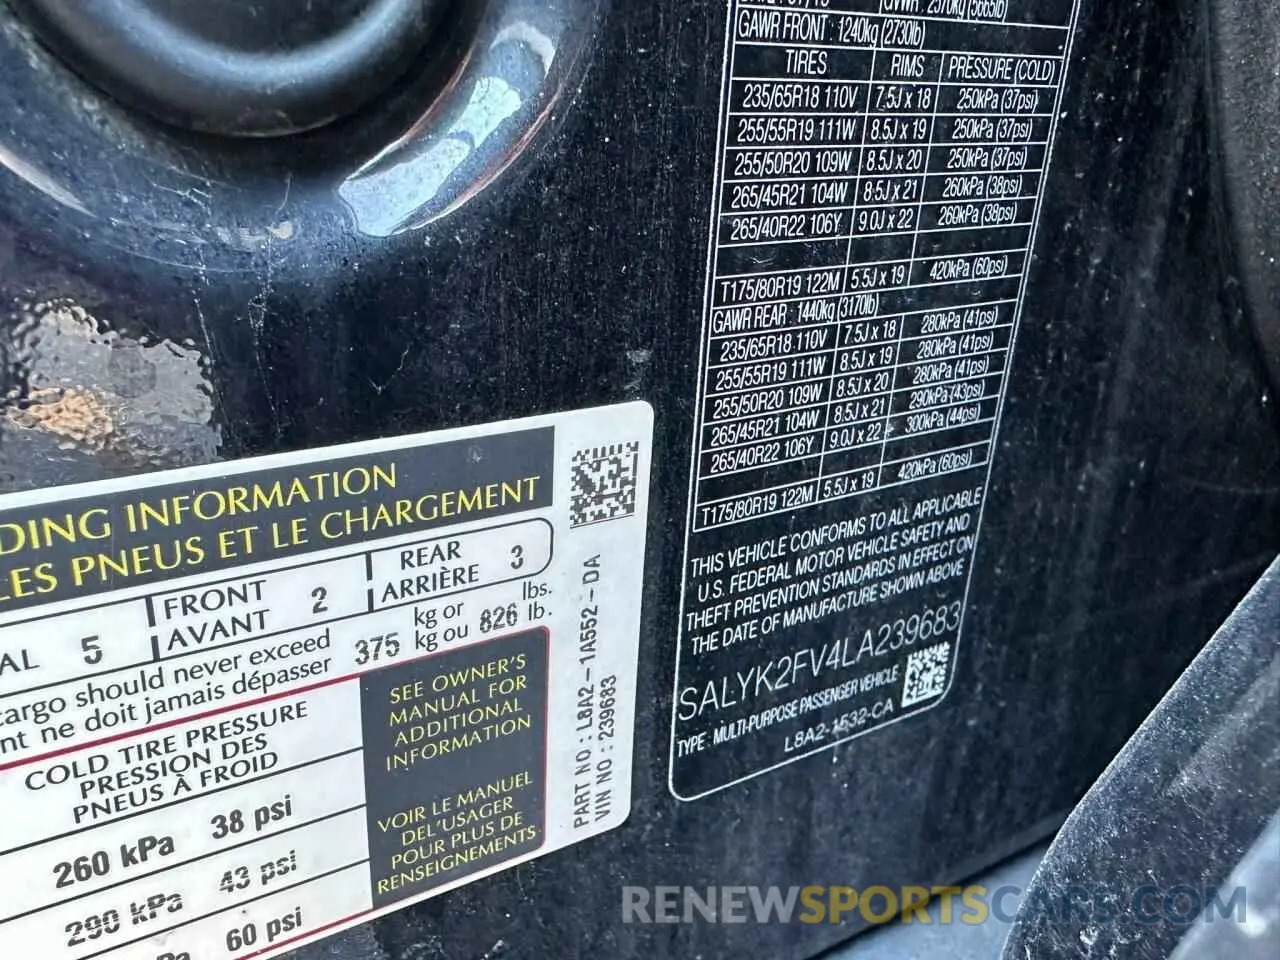 GAWR FRONT : 1240kg (2730lb)
TIRES RIMS PRESSURE (COLD)
235/65R18 110V 7.5J x 18 250kPa (37psi)
255/55R19 111W 8.5J x 19 250kPa (37psi)
255/50R20 109W 8.5J x 20 250kPa (37psi)
265/45R21 104W 8.5J x 21 260kPa (38psi)
265/40R22 106Y 9.0J x 22 260kPa (38psi)
T175/80R19 122M 5.5J x 19 420kPa (60psi)
GAWR REAR : 1440kg (3170lb)
235/65R18 110V 7.5J x 18 280kPa (41psi)
255/55R19 111W 8.5J x 19 280kPa (41psi)
255/50R20 109W 8.5J x 20 280kPa (41psi)
265/45R21 104W 8.5J x 21 290kPa (43psi)
265/40R22 106Y 9.0J x 22 300kPa (44psi)
T175/80R19 122M 5.5J x 19 420kPa (60psi)
THIS VEHICLE CONFORMS TO ALL APPLICABLE
U.S. FEDERAL MOTOR VEHICLE SAFETY AND
THEFT PREVENTION STANDARDS IN EFFECT ON
THE DATE OF MANUFACTURE SHOWN ABOVE
SALYK2FV4LA239683
TYPE : MULTI-PURPOSE PASSENGER VEHICLE
L8A2-1532-CA
DING INFORMATION
LES PNEUS ET LE CHARGEMENT
AL 5 FRONT AVANT 2 REAR ARRIÈRE 3
cargo should never exceed
nt ne doit jamais dépasser
375 kg or kg ou 826 lbs. lb.
COLD TIRE PRESSURE
PRESSION DES
PNEUS À FROID
260 kPa 38 psi
290 kPa 43 psi
Pa 60 psi
SEE OWNER'S
MANUAL FOR
ADDITIONAL
INFORMATION
VOIR LE MANUEL
DEL'USAGER
POUR PLUS DE
RENSEIGNEMENTS
PART NO : L8A2-1A552-DA
VIN NO : 239683
RENEWSPORTSCARS.COM